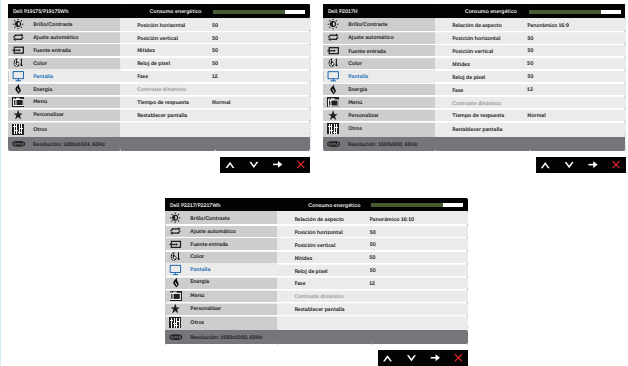 Dell P1917S/P1917SWh Consumo energético
Brillo/Contraste Posición horizontal 50
Ajuste automático Posición vertical 50
Fuente entrada Nitidez 50
Color Reloj de píxel 50
Pantalla Fase 12
Energía Contraste dinámico
Menú Tiempo de respuesta Normal
Personalizar Restablecer pantalla
Otros
Resolución: 1280x1024, 60Hz
Dell P2017H Consumo energético
Brillo/Contraste Relación de aspecto Panorámico 16:9
Ajuste automático Posición horizontal 50
Fuente entrada Posición vertical 50
Color Nitidez 50
Pantalla Reloj de píxel 50
Energía Fase 12
Menú Contraste dinámico
Personalizar Tiempo de respuesta Normal
Otros Restablecer pantalla
Resolución: 1600x900, 60Hz
Dell P2217/P2217Wh Consumo energético
Brillo/Contraste Relación de aspecto Panorámico 16:10
Ajuste automático Posición horizontal 50
Fuente entrada Posición vertical 50
Color Nitidez 50
Pantalla Reloj de píxel 50
Energía Fase 12
Menú Contraste dinámico
Personalizar Restablecer pantalla
Otros
Resolución: 1680x1050, 60Hz